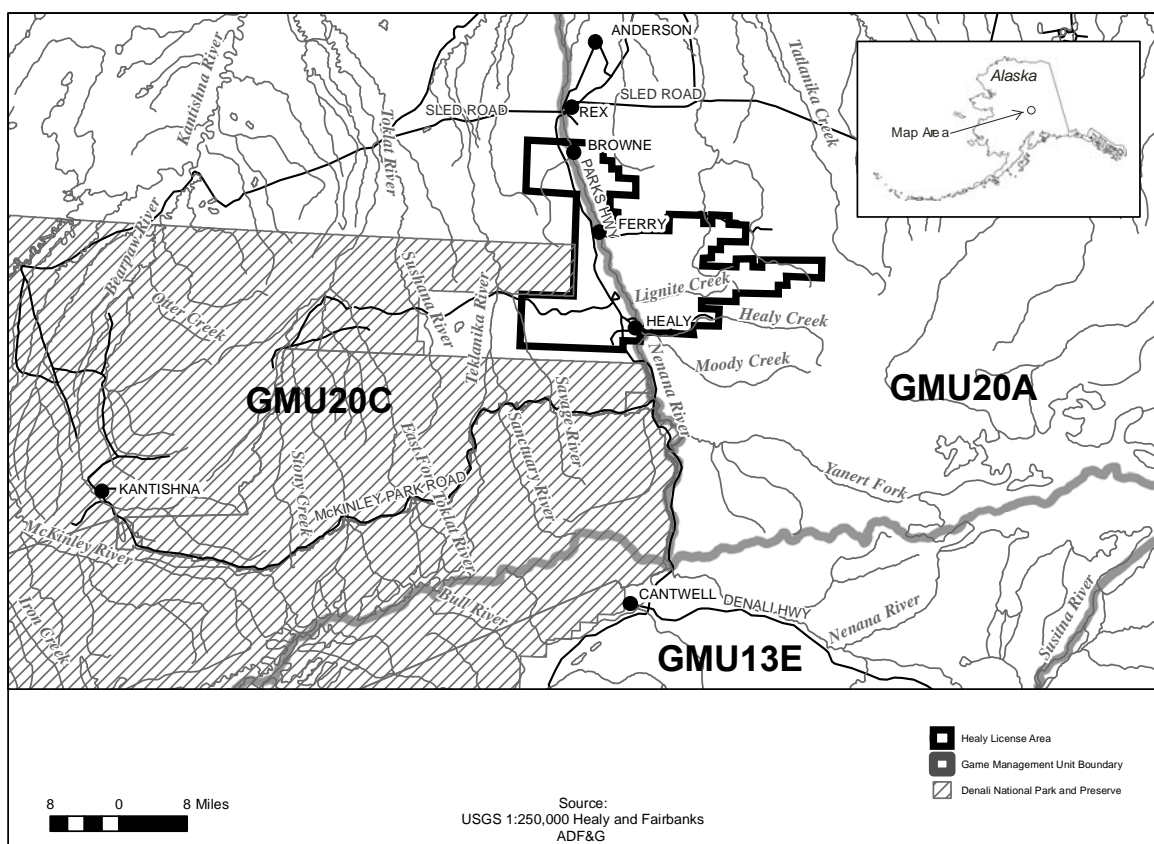 ANDERSON
Kantishna River
Toklat River
Tatlanika Creek
Alaska
Map Area
SLED ROAD
REX
SLED ROAD
BROWNE
PARKS HWY
FERRY
Bearpaw River
Sushana River
Teklanika River
Otter Creek
Lignite Creek
HEALY
Healy Creek
Moody Creek
Nenana River
GMU20C
GMU20A
Savage River
Sanctuary River
East Fork Toklat River
Stony Creek
Yanert Fork
KANTISHNA
McKINLEY PARK ROAD
McKinley River
Bull River
Iron Creek
CANTWELL
DENALI HWY
Nenana River
Susitna River
GMU13E
Healy License Area
Game Management Unit Boundary
Denali National Park and Preserve
8 0 8 Miles
Source:
USGS 1:250,000 Healy and Fairbanks
ADF&G